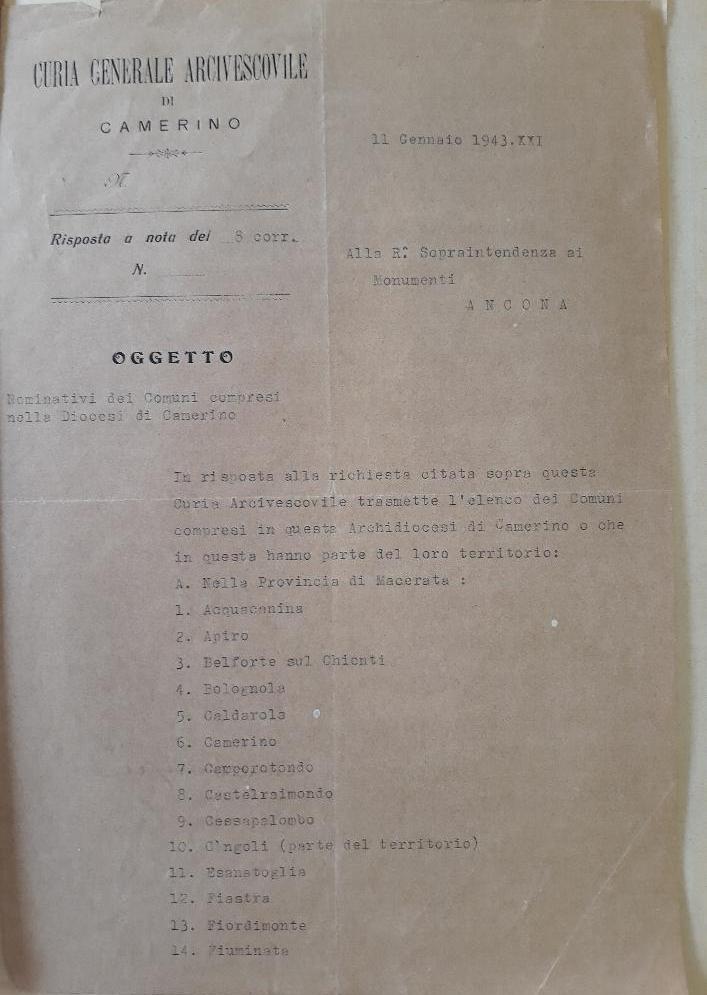 CURIA GENERALE ARCIVESCOVILE
DI
CAMERINO
N.
Risposta a nota del 8 corr.
N.
OGGETTO
Nominativi dei Comuni compresi
nella Diocesi di Camerino
11 Gennaio 1943.XXI
Alla R. Sopraintendenza ai
Monumenti
ANCONA
In risposta alla richiesta citata sopra questa
Curia Arcivescovile trasmette l'elenco dei Comuni
compresi in questa Archidiocesi di Camerino o che
in questa hanno parte del loro territorio:
A. Nella Provincia di Macerata :
1. Acquacanina
2. Apiro
3. Belforte sul Chienti
4. Bolognola
5. Caldarola
6. Camerino
7. Camporotondo
8. Castelraimondo
9. Cessapalombo
10. C'ngoli (parte del territorio)
11. Esanatoglia
12. Fiastra
13. Fiordimonte
14. Fiuminata